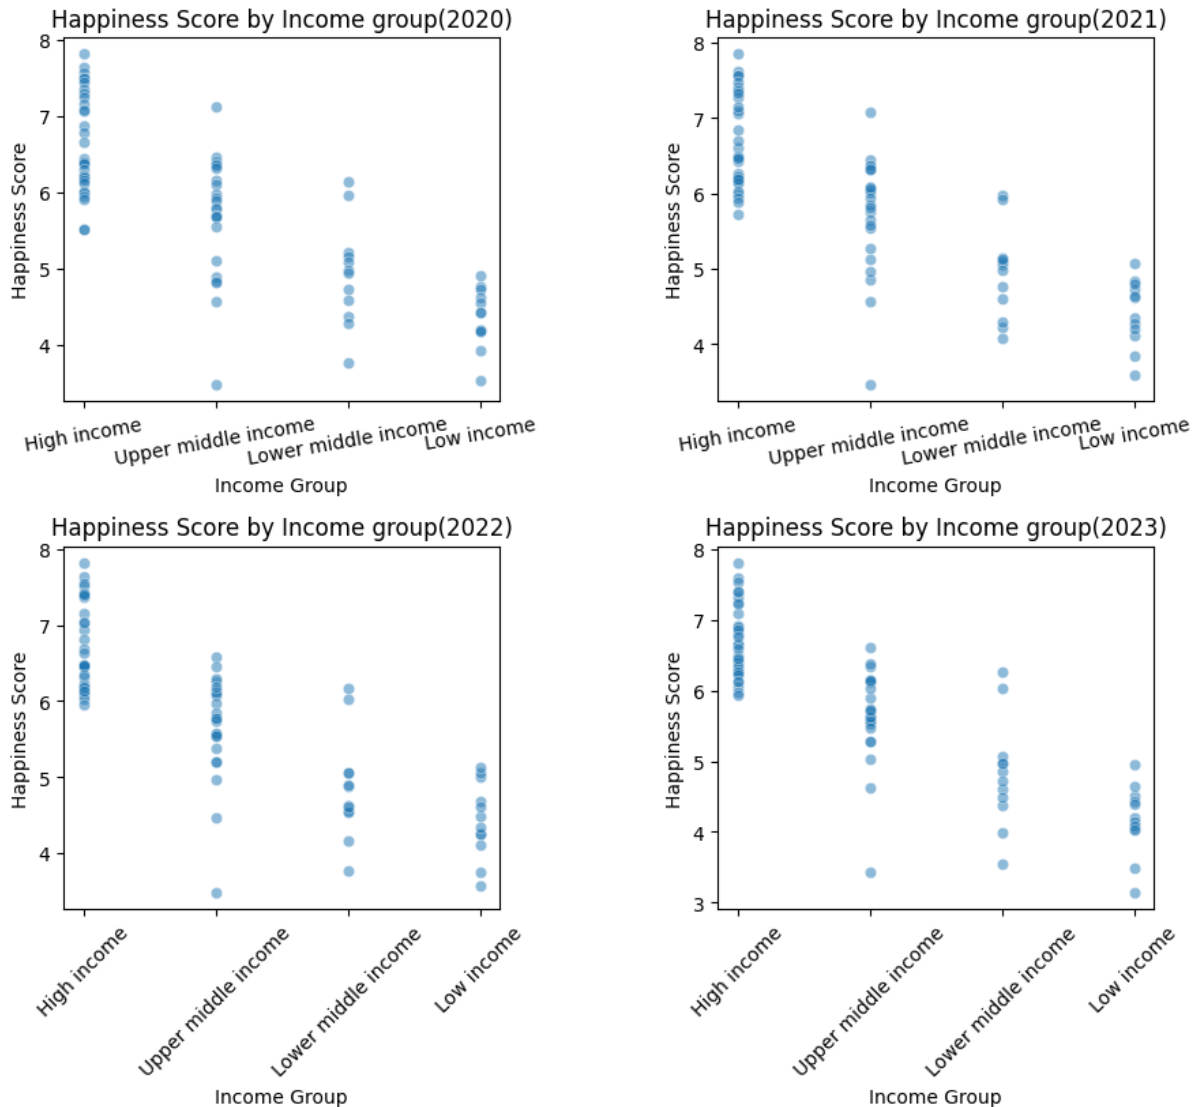 Happiness Score by Income group(2020)
8
7
6
5
4
Happiness Score
High income
Upper middle income
Lower middle income
Low income
Income Group
Happiness Score by Income group(2021)
8
7
6
5
4
Happiness Score
High income
Upper middle income
Lower middle income
Low income
Income Group
Happiness Score by Income group(2022)
8
7
6
5
4
Happiness Score
High income
Upper middle income
Lower middle income
Low income
Income Group
Happiness Score by Income group(2023)
8
7
6
5
4
3
Happiness Score
High income
Upper middle income
Lower middle income
Low income
Income Group